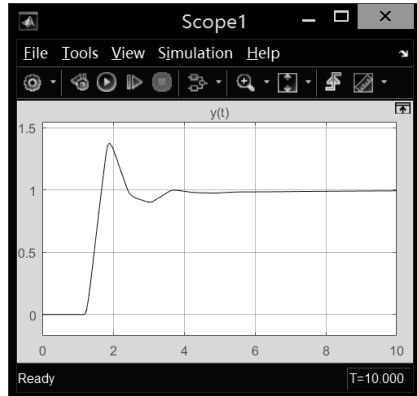 Scope1
File Tools View Simulation Help
y(t)
1.5
1
0.5
0
0 2 4 6 8 10
Ready T=10.000